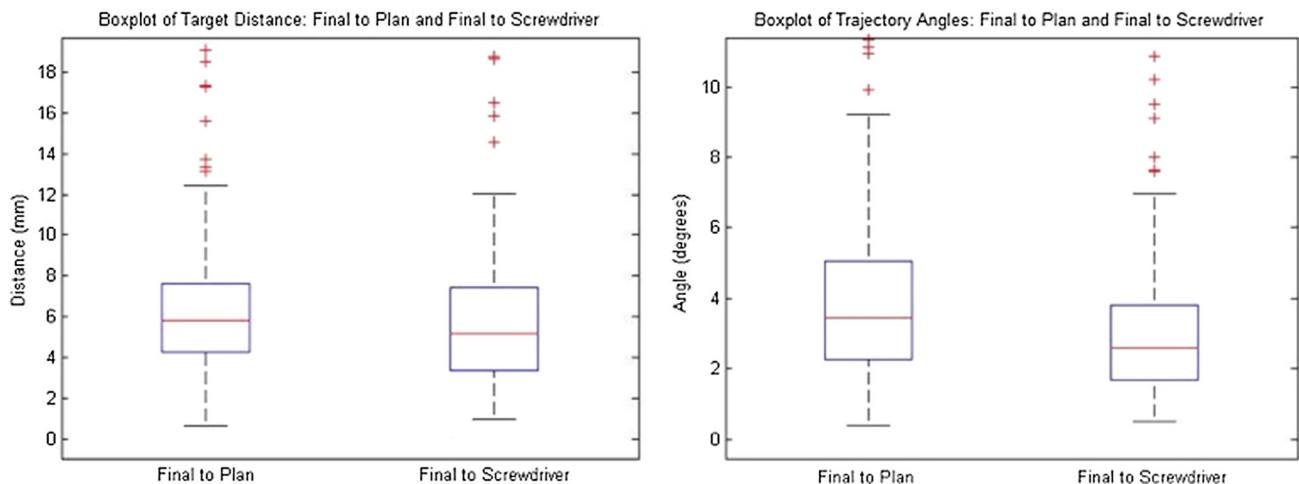 Boxplot of Target Distance: Final to Plan and Final to Screwdriver
Distance (mm)
18
16
14
12
10
8
6
4
2
0
Final to Plan
Final to Screwdriver
Boxplot of Trajectory Angles: Final to Plan and Final to Screwdriver
Angle (degrees)
10
8
6
4
2
0
Final to Plan
Final to Screwdriver